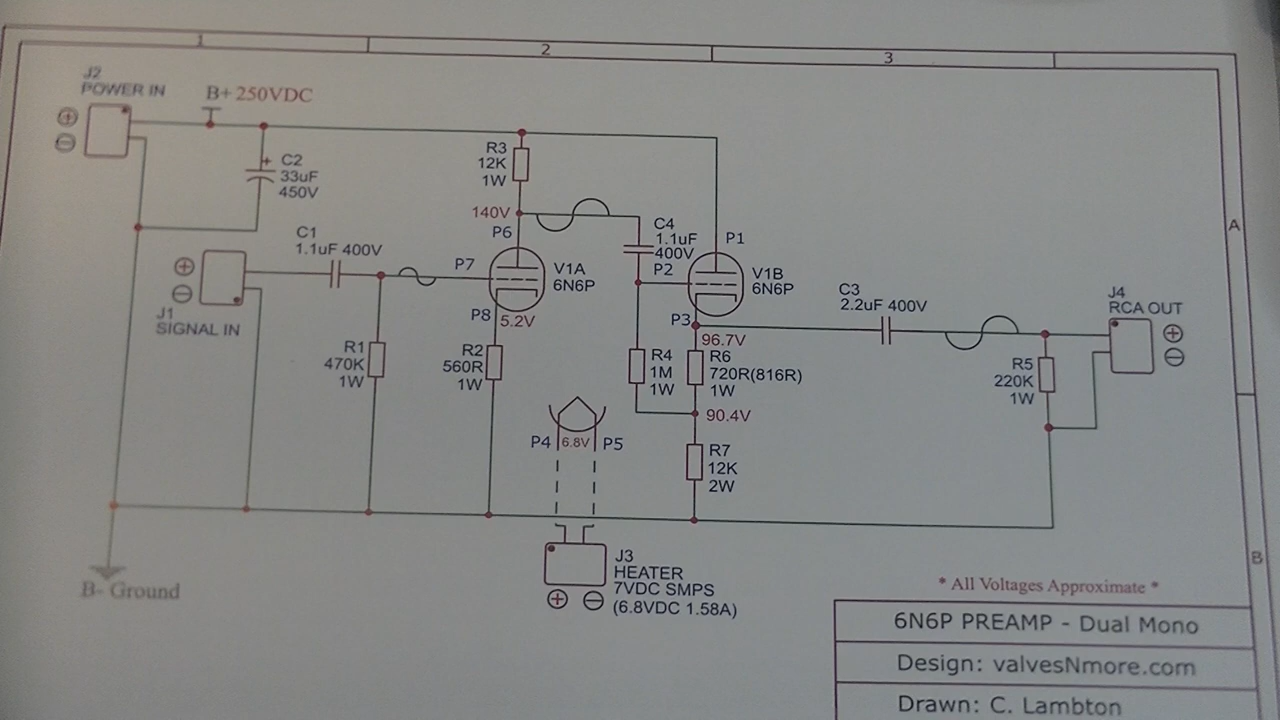 1
2
3
J2
POWER IN
B+ 250VDC
C2
33uF
450V
R3
12K
1W
140V
P6
C4
1.1uF
400V
P1
A
C1
1.1uF 400V
P7
V1A
6N6P
P2
V1B
6N6P
C3
2.2uF 400V
J4
RCA OUT
J1
SIGNAL IN
P8
5.2V
P3
96.7V
R1
470K
1W
R2
560R
1W
R4
1M
1W
R6
720R(816R)
1W
R5
220K
1W
90.4V
P4
6.8V
P5
R7
12K
2W
J3
HEATER
7VDC SMPS
(6.8VDC 1.58A)
B- Ground
B
* All Voltages Approximate *
6N6P PREAMP - Dual Mono
Design: valvesNmore.com
Drawn: C. Lambton